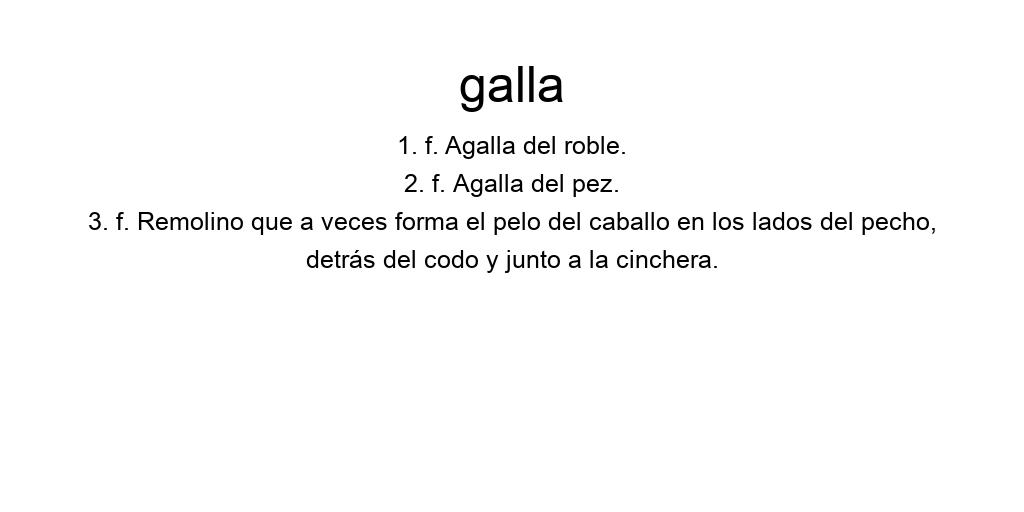 galla
1. f. Agalla del roble.
2. f. Agalla del pez.
3. f. Remolino que a veces forma el pelo del caballo en los lados del pecho,
detrás del codo y junto a la cinchera.